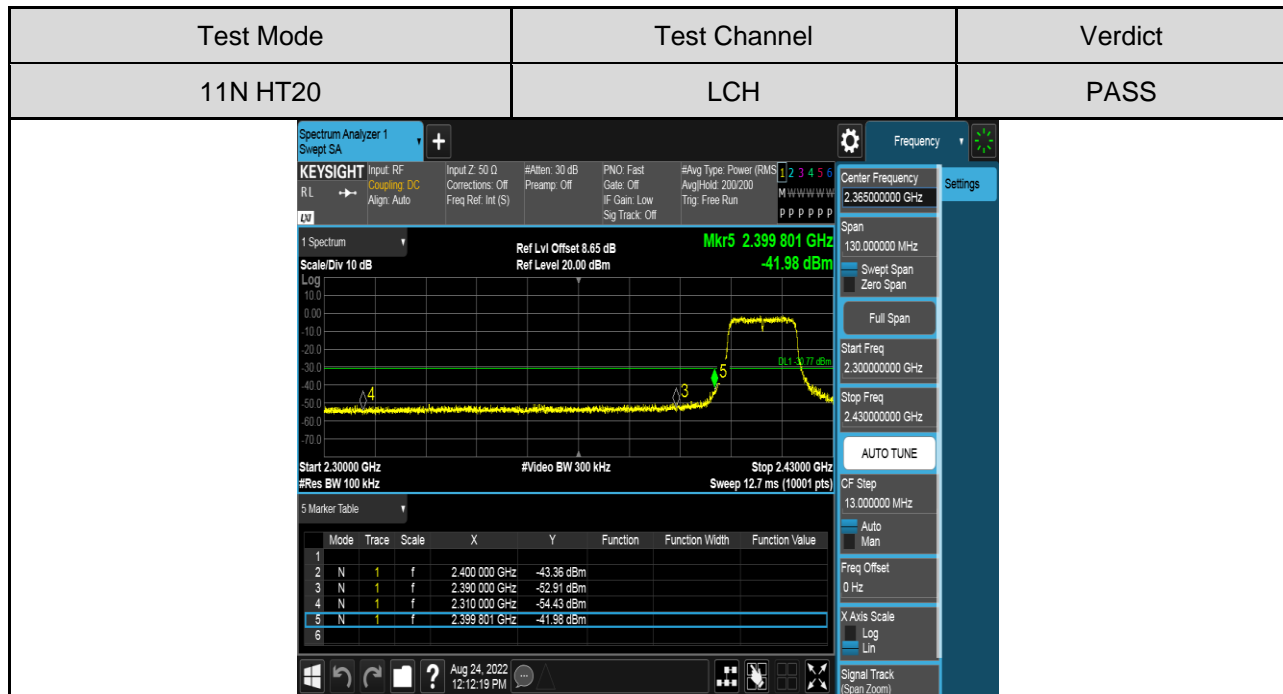 Test Mode Test Channel Verdict
11N HT20 LCH PASS
Spectrum Analyzer 1
Swept SA
+
Frequency
KEYSIGHT Input: RF Input Z: 50 Ω #Atten: 30 dB PNO: Fast #Avg Type: Power (RMS 1 2 3 4 5 6
RL Coupling: DC Corrections: Off Preamp: Off Gate: Off Avg|Hold: 200/200 M W W W W W
Align: Auto Freq Ref: Int (S) IF Gain: Low Trig: Free Run
LXI Sig Track: Off P P P P P P
1 Spectrum Ref Lvl Offset 8.65 dB Mkr5 2.399 801 GHz
Scale/Div 10 dB Ref Level 20.00 dBm -41.98 dBm
Log
10.0
0.00
-10.0
-20.0
DL1 -30.77 dBm
-30.0
5
-40.0
4 3
-50.0
-60.0
-70.0
Start 2.30000 GHz #Video BW 300 kHz Stop 2.43000 GHz
#Res BW 100 kHz Sweep 12.7 ms (10001 pts)
5 Marker Table
Mode Trace Scale X Y Function Function Width Function Value
1
2 N 1 f 2.400 000 GHz -43.36 dBm
3 N 1 f 2.390 000 GHz -52.91 dBm
4 N 1 f 2.310 000 GHz -54.43 dBm
5 N 1 f 2.399 801 GHz -41.98 dBm
6
? Aug 24, 2022
12:12:19 PM
Center Frequency
2.365000000 GHz
Settings
Span
130.000000 MHz
Swept Span
Zero Span
Full Span
Start Freq
2.300000000 GHz
Stop Freq
2.430000000 GHz
AUTO TUNE
CF Step
13.000000 MHz
Auto
Man
Freq Offset
0 Hz
X Axis Scale
Log
Lin
Signal Track
(Span Zoom)